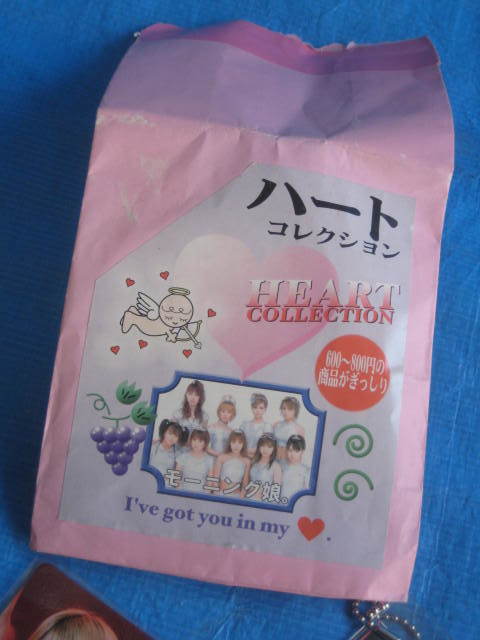 ハート
コレクション
HEART
COLLECTION
600〜800円の
商品がぎっしり
モーニング娘。
I've got you in my ♥.